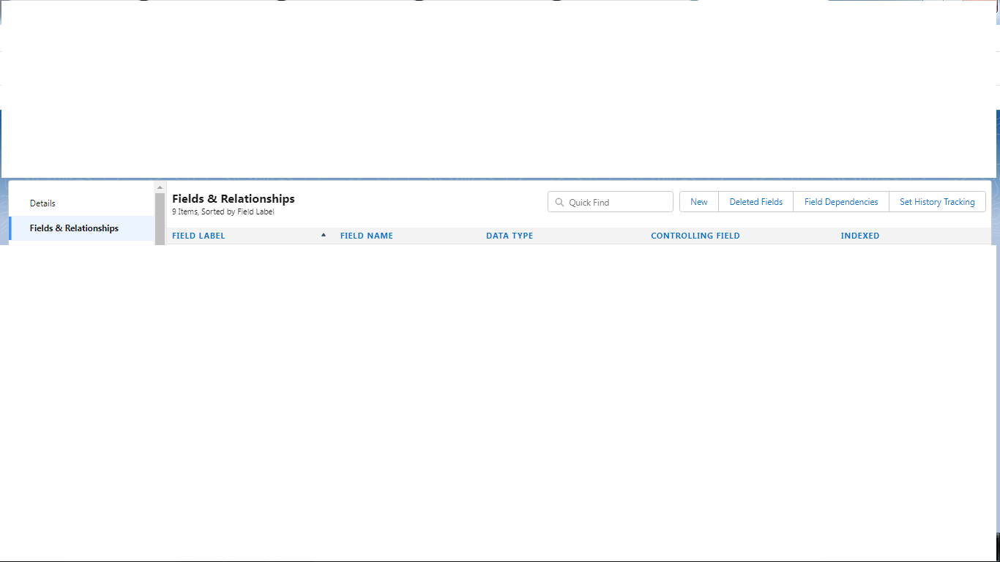 Details
Fields & Relationships
Fields & Relationships
9 Items, Sorted by Field Label
Quick Find
New
Deleted Fields
Field Dependencies
Set History Tracking
FIELD LABEL
FIELD NAME
DATA TYPE
CONTROLLING FIELD
INDEXED